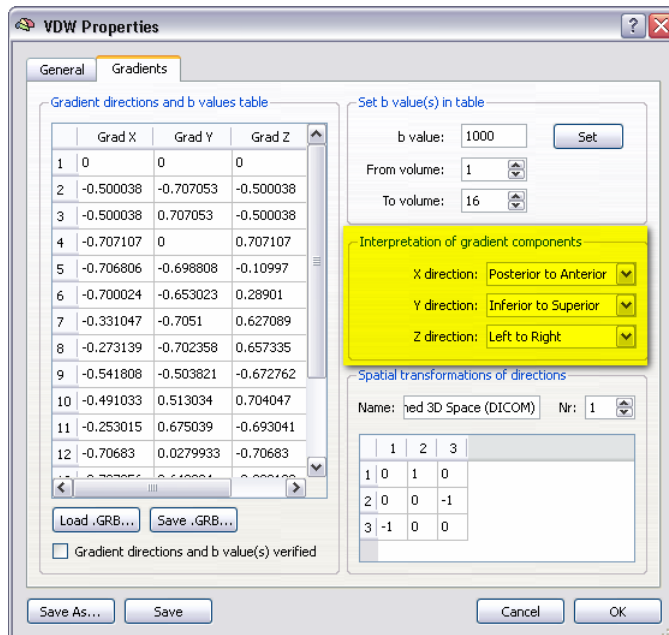 VDW Properties
General Gradients
Gradient directions and b values table
Grad X Grad Y Grad Z
1 0 0 0
2 -0.500038 -0.707053 -0.500038
3 -0.500038 0.707053 -0.500038
4 -0.707107 0 0.707107
5 -0.706806 -0.698808 -0.10997
6 -0.700024 -0.653023 0.28901
7 -0.331047 -0.7051 0.627089
8 -0.273139 -0.702358 0.657335
9 -0.541808 -0.503821 -0.672762
10 -0.491033 0.513034 0.704047
11 -0.253015 0.675039 -0.693041
12 -0.70683 0.0279933 -0.70683
Load .GRB... Save .GRB...
Gradient directions and b value(s) verified
Set b value(s) in table
b value: 1000 Set
From volume: 1
To volume: 16
Interpretation of gradient components
X direction: Posterior to Anterior
Y direction: Inferior to Superior
Z direction: Left to Right
Spatial transformations of directions
Name: ned 3D Space (DICOM) Nr: 1
1 2 3
1 0 1 0
2 0 0 -1
3 -1 0 0
Save As... Save Cancel OK